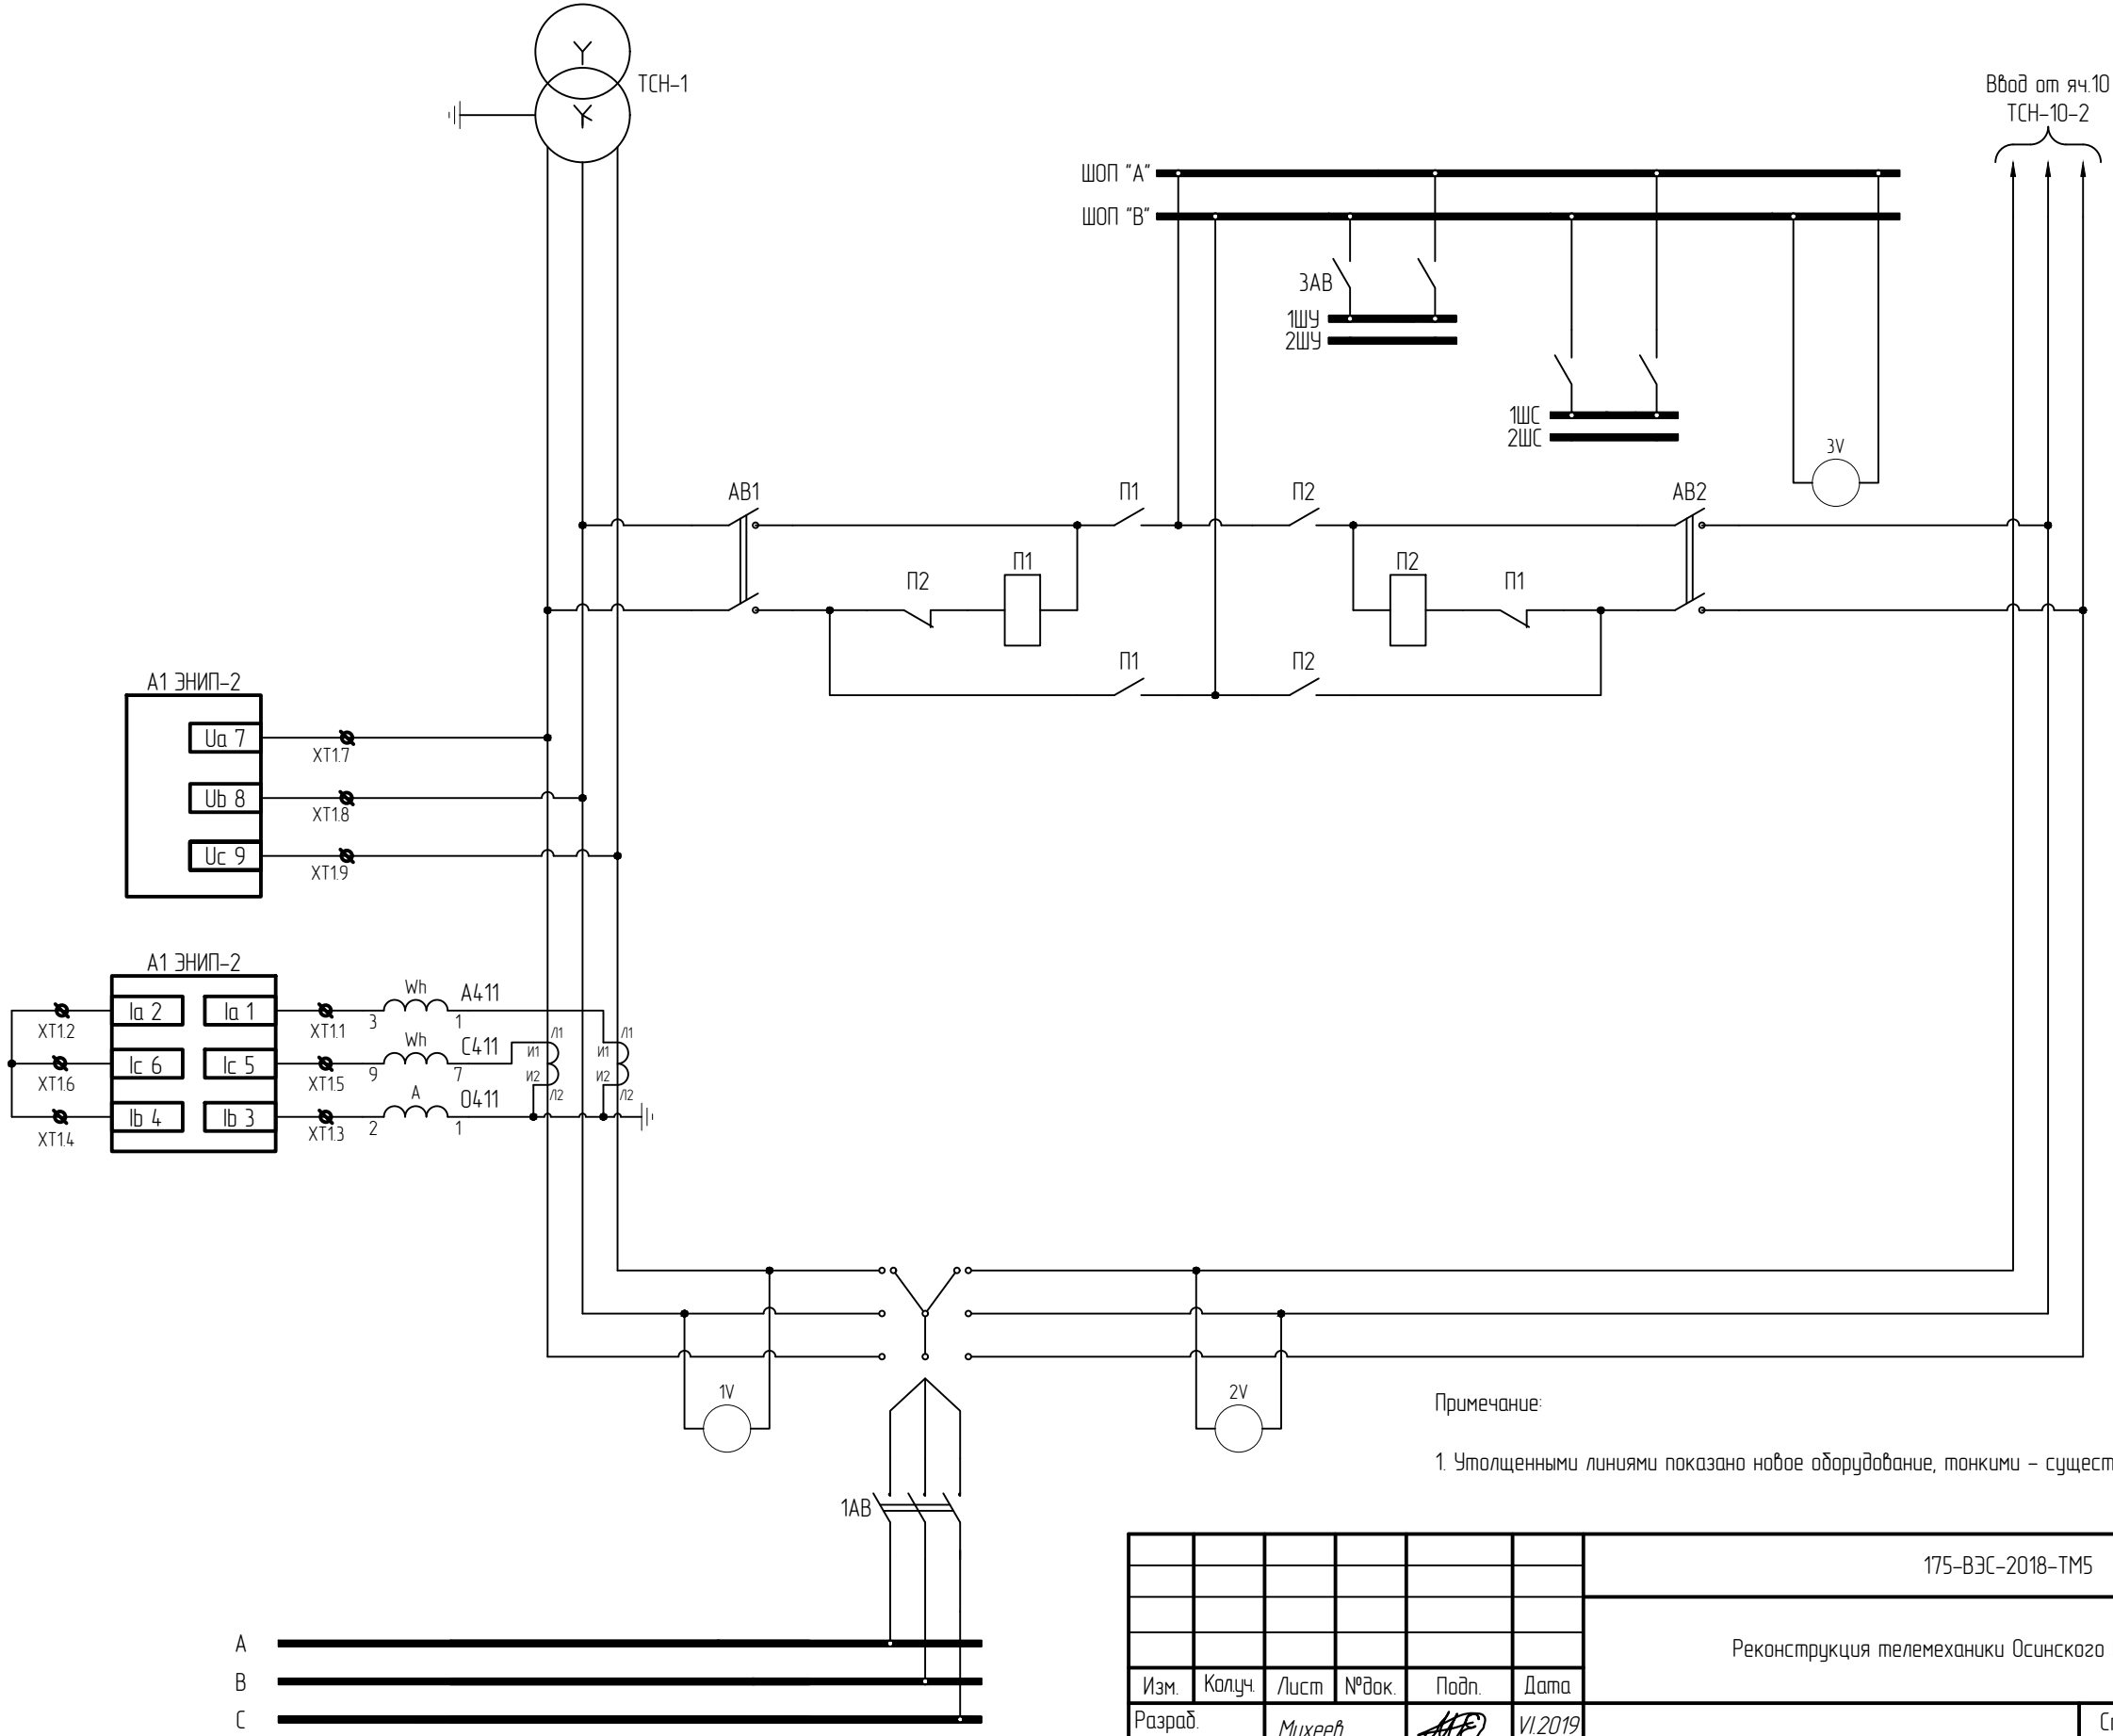 ТСН-1
Ввод от яч.10
ТСН-10-2
ШОП "А"
ШОП "В"
3АВ
1ШУ
2ШУ
1ШС
2ШС
3V
АВ1
П1
П2
АВ2
П2
П1
П2
П1
П1
П2
А1 ЭНИП-2
Ua 7
ХТ1.7
Ub 8
ХТ1.8
Uc 9
ХТ1.9
А1 ЭНИП-2
Ia 2
Ia 1
ХТ1.2
ХТ1.1
Wh
3
1
А411
Ic 6
Ic 5
ХТ1.6
ХТ1.5
Wh
9
7
С411
Ib 4
Ib 3
ХТ1.4
ХТ1.3
А
2
1
О411
Л1
И1
И2
Л2
Л1
И1
И2
Л2
1V
2V
Примечание:
1. Утолщенными линиями показано новое оборудование, тонкими – сущест
1АВ
А
В
С
175-ВЭС-2018-ТМ5
Реконструкция телемеханики Осинского
Изм. Кол.уч. Лист №док. Подп. Дата
Разраб. Михеев VI.2019